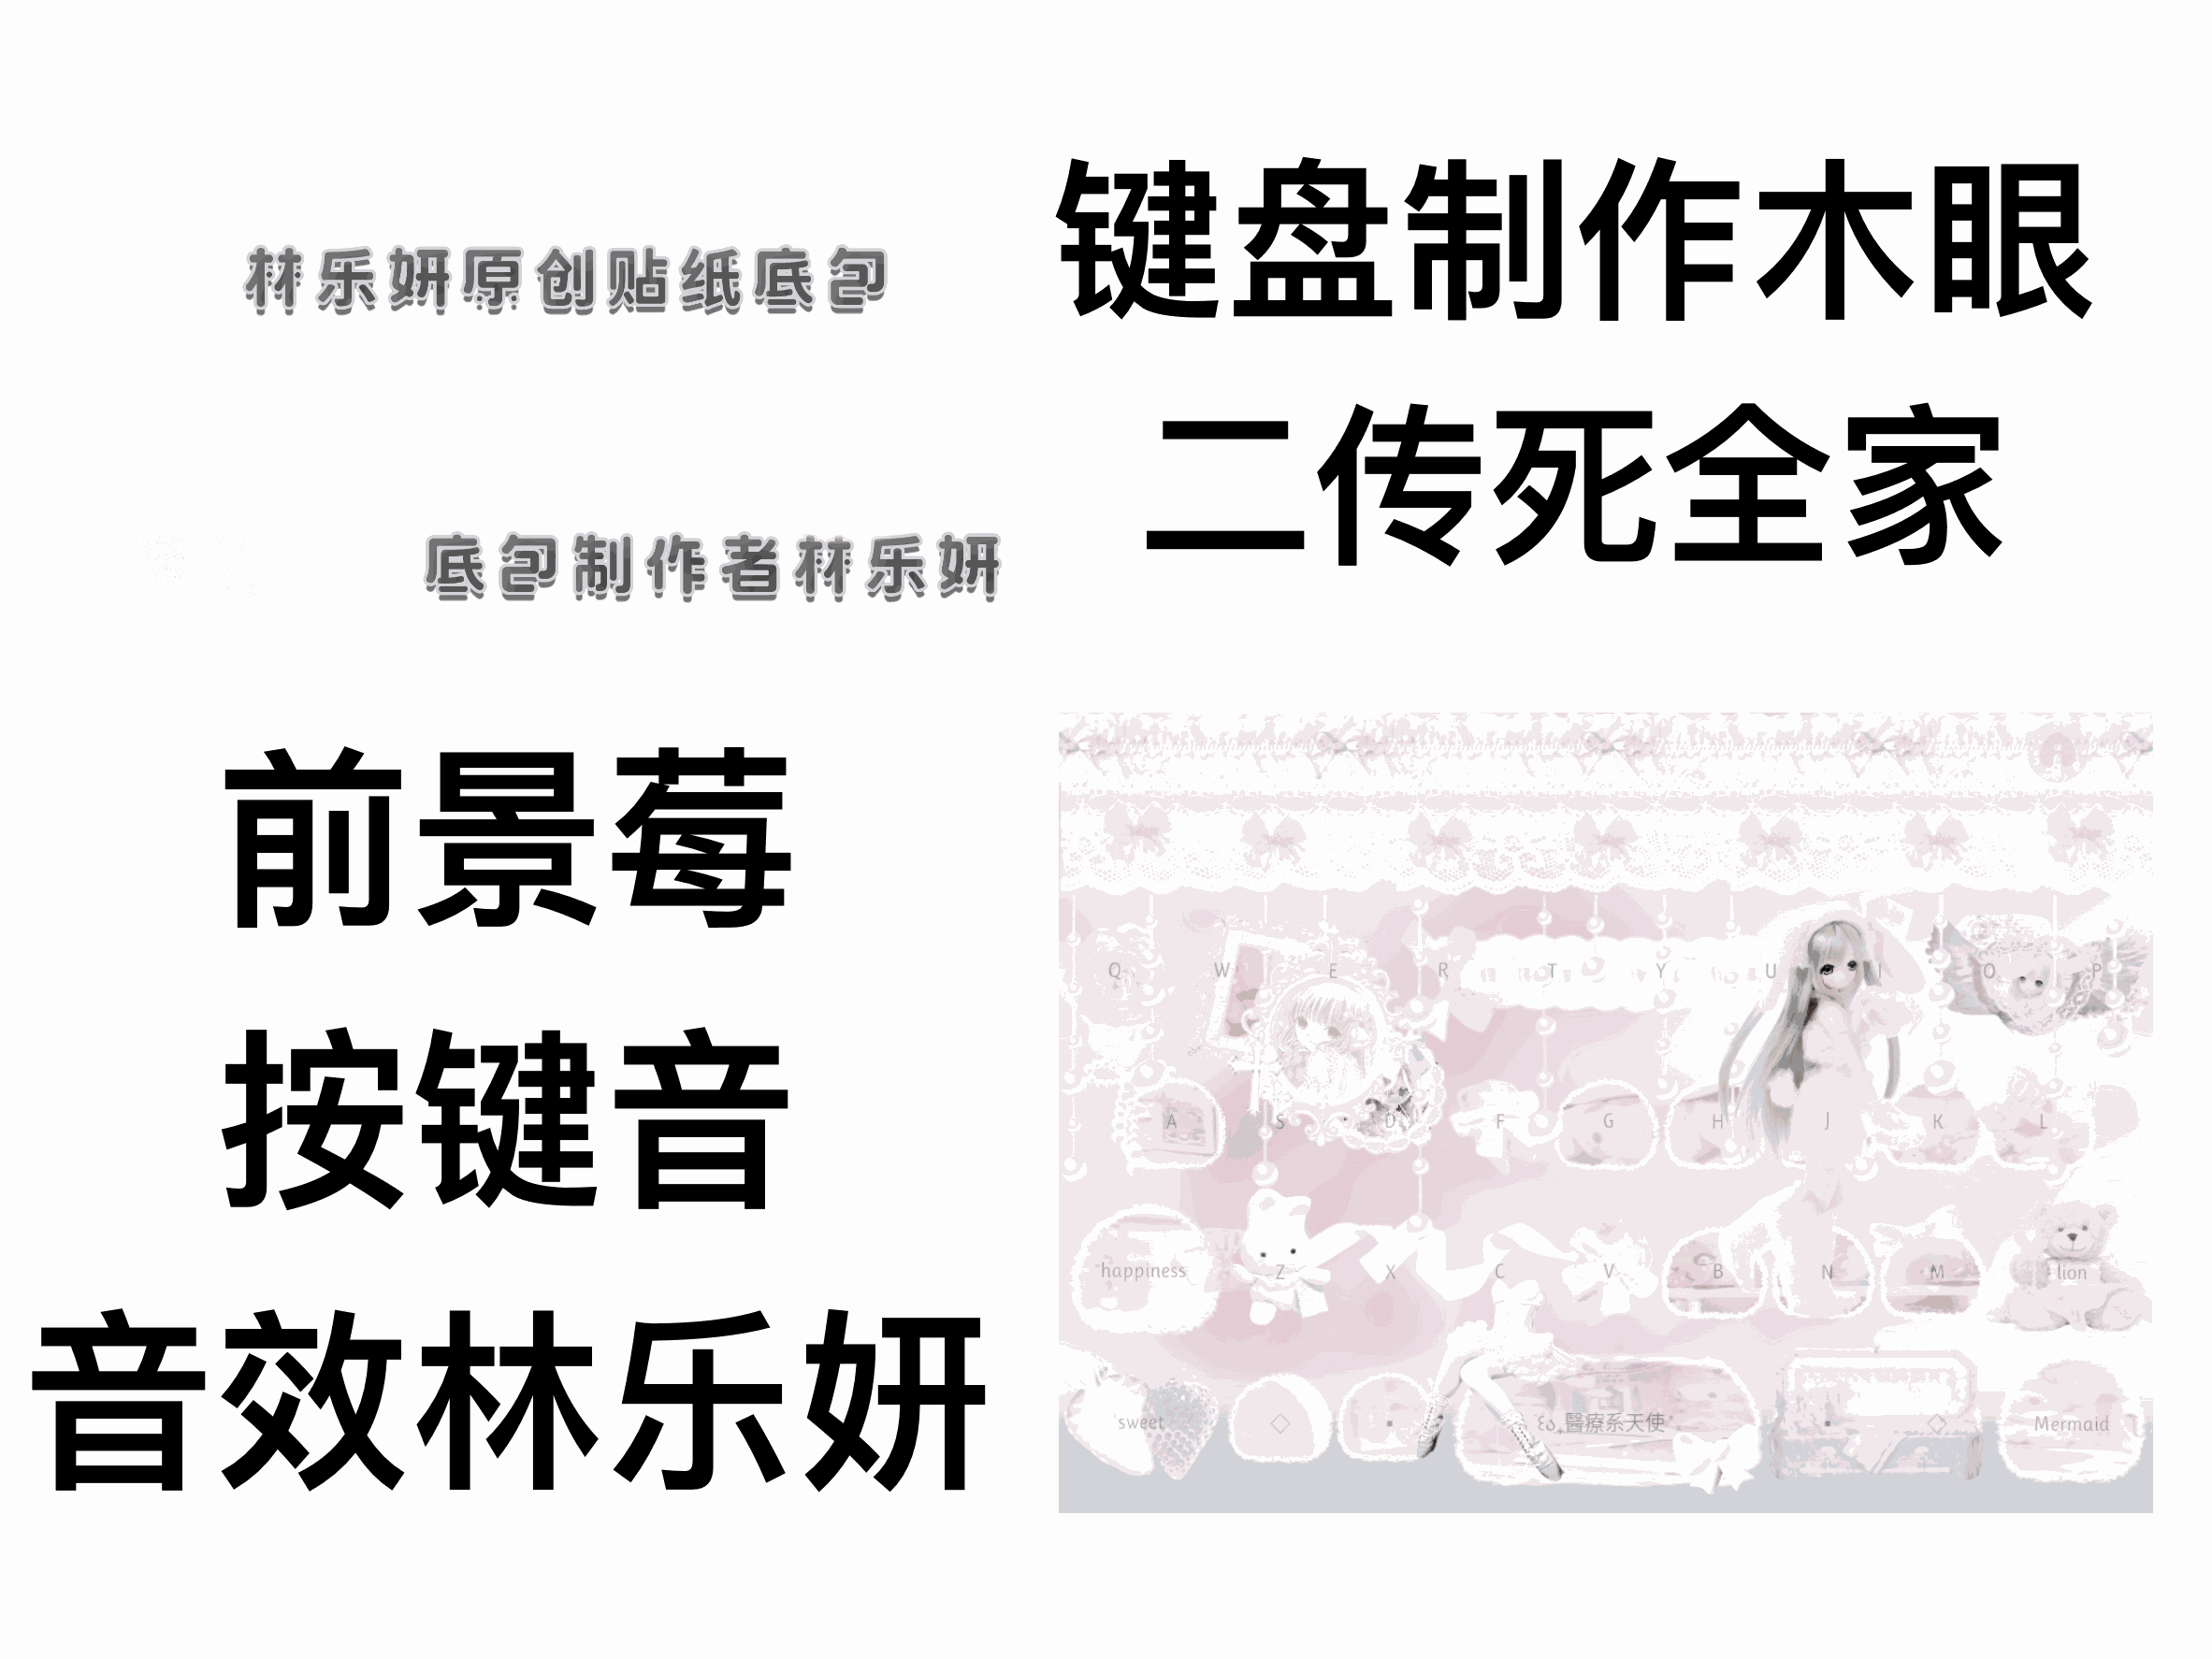 林乐妍原创贴纸底包
底包制作者林乐妍
键盘制作木眼
二传死全家
前景莓
按键音
音效林乐妍
Q W E R T Y U I O P
A S D F G H J K L
happiness Z X C V B N M lion
sweet 醫療系天使 Mermaid